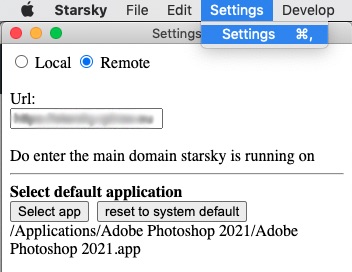 Starsky File Edit Settings Develop
Settings
Settings ⌘,
Local Remote
Url:
Do enter the main domain starsky is running on
Select default application
Select app reset to system default
/Applications/Adobe Photoshop 2021/Adobe
Photoshop 2021.app